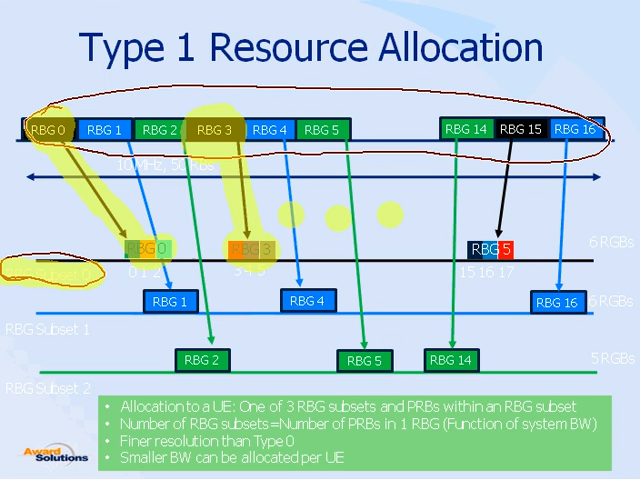 Type 1 Resource Allocation
RBG 0 RBG 1 RBG 2 RBG 3 RBG 4 RBG 5 RBG 14 RBG 15 RBG 16
10 MHz, 50 RBs
RBG 0 RBG 3 RBG 5 6 RGBs
0 1 2 3 4 5 15 16 17
Subset 0
RBG 1 RBG 4 RBG 16 6 RGBs
RBG Subset 1
RBG 2 RBG 5 RBG 14 5 RGBs
RBG Subset 2
• Allocation to a UE: One of 3 RBG subsets and PRBs within an RBG subset
• Number of RBG subsets=Number of PRBs in 1 RBG (Function of system BW)
• Finer resolution than Type 0
• Smaller BW can be allocated per UE
Award
Solutions